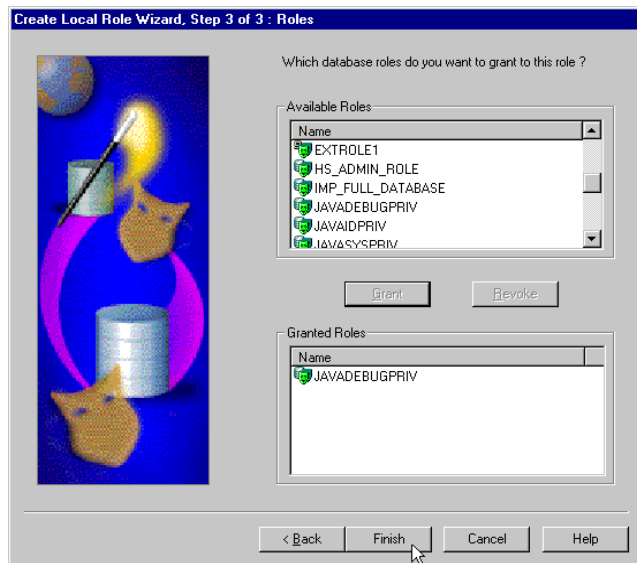 Create Local Role Wizard, Step 3 of 3 : Roles
Which database roles do you want to grant to this role ?
Available Roles
Name
EXTROLE1
HS_ADMIN_ROLE
IMP_FULL_DATABASE
JAVADEBUGPRIV
JAVAIDPRIV
JAVASYSPRIV
Grant Revoke
Granted Roles
Name
JAVADEBUGPRIV
< Back Finish Cancel Help